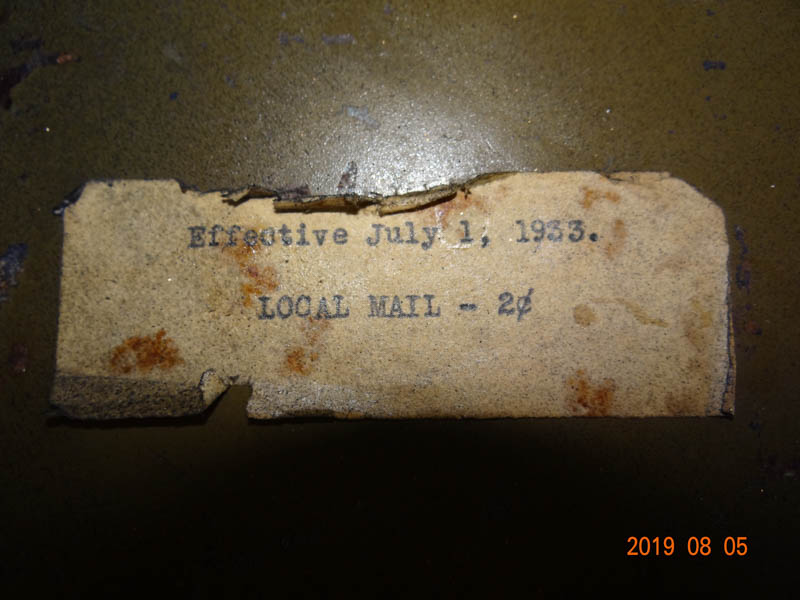 Effective July 1, 1933.
LOCAL MAIL - 2¢
2019 08 05